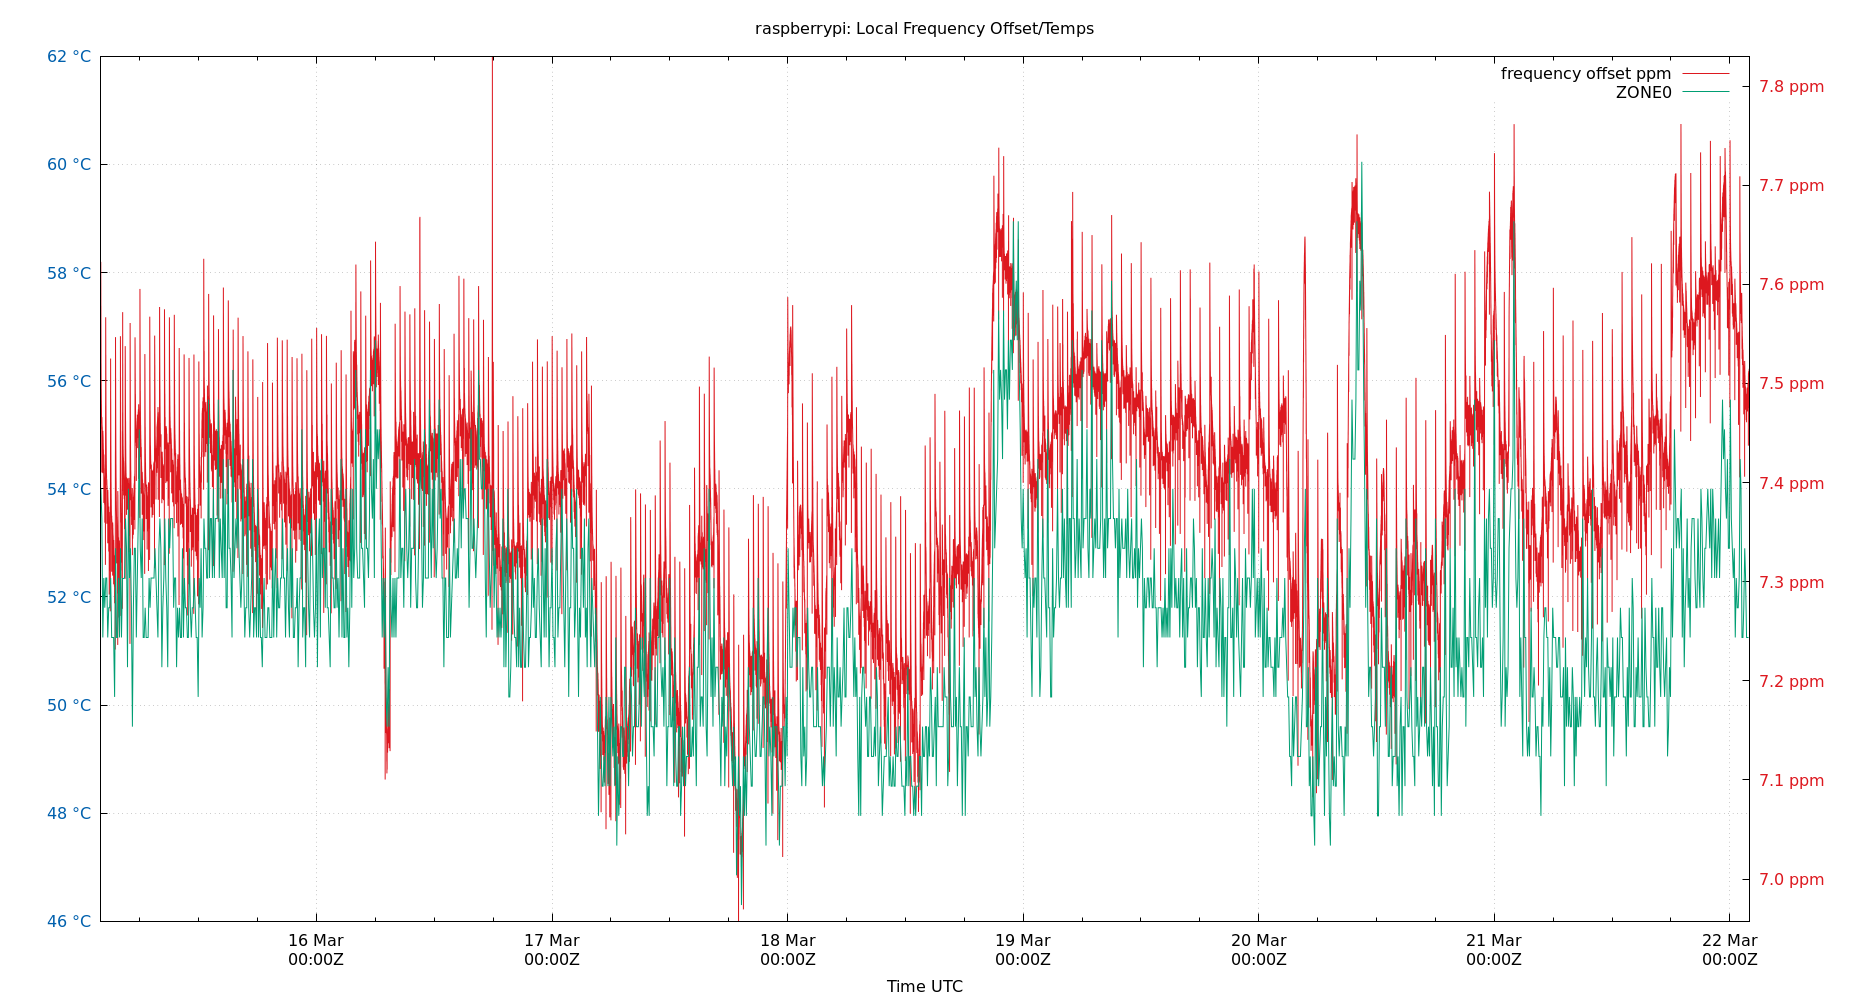 raspberrypi: Local Frequency Offset/Temps
frequency offset ppm
ZONE0
62 °C
60 °C
58 °C
56 °C
54 °C
52 °C
50 °C
48 °C
46 °C
7.8 ppm
7.7 ppm
7.6 ppm
7.5 ppm
7.4 ppm
7.3 ppm
7.2 ppm
7.1 ppm
7.0 ppm
16 Mar
00:00Z
17 Mar
00:00Z
18 Mar
00:00Z
19 Mar
00:00Z
20 Mar
00:00Z
21 Mar
00:00Z
22 Mar
00:00Z
Time UTC